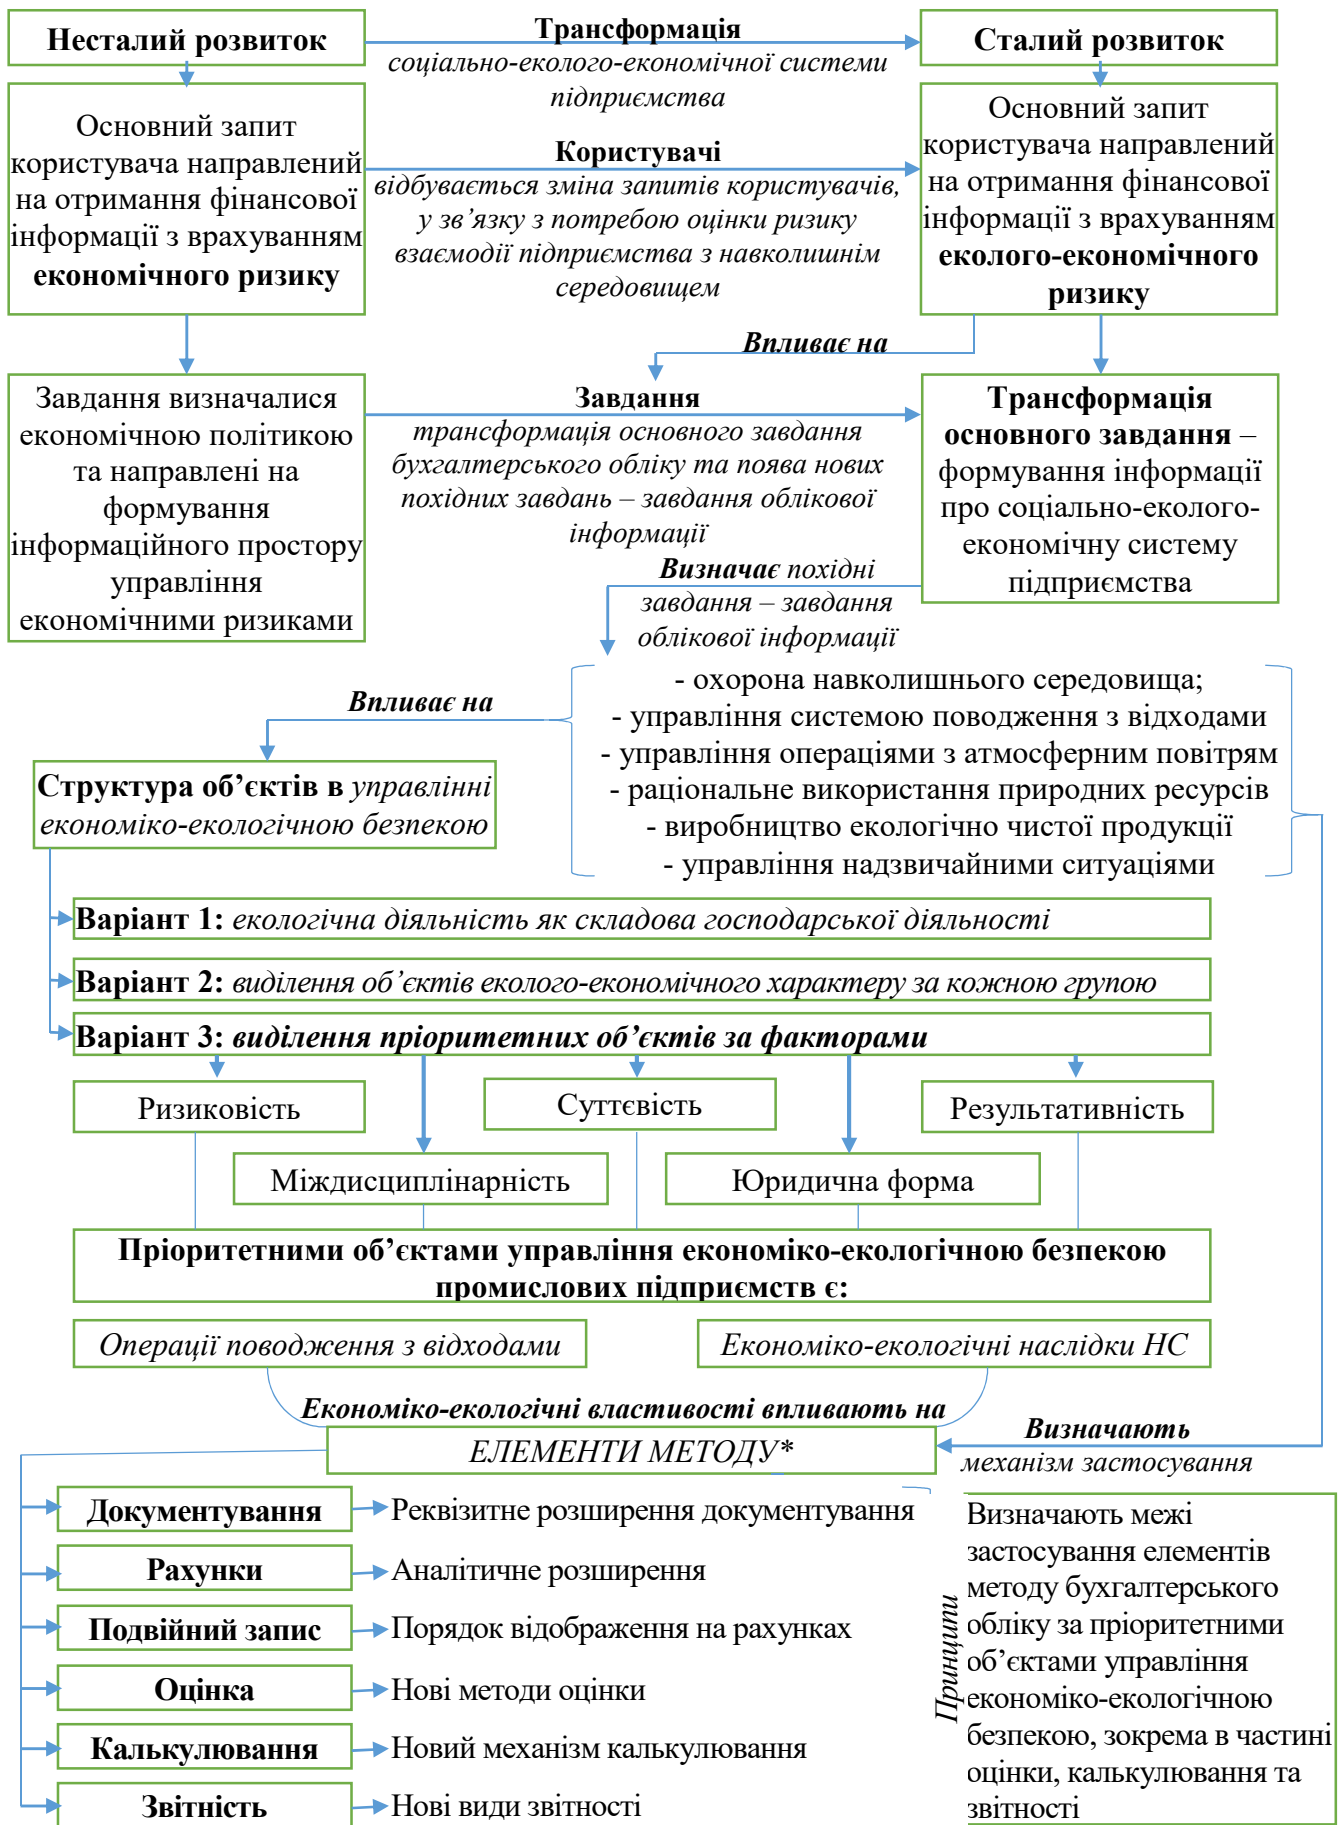 Несталий розвиток
Трансформація
соціально-еколого-економічної системи
підприємства
Сталий розвиток
Основний запит
користувача направлений
на отримання фінансової
інформації з врахуванням
економічного ризику
Користувачі
відбувається зміна запитів користувачів,
у зв’язку з потребою оцінки ризику
взаємодії підприємства з навколишнім
середовищем
Основний запит
користувача направлений
на отримання фінансової
інформації з врахуванням
еколого-економічного
ризику
Впливає на
Завдання визначалися
економічною політикою
та направлені на
формування
інформаційного простору
управління
економічними ризиками
Завдання
трансформація основного завдання
бухгалтерського обліку та поява нових
похідних завдань – завдання облікової
інформації
Трансформація
основного завдання –
формування інформації
про соціально-еколого-
економічну систему
підприємства
Визначає похідні
завдання – завдання
облікової інформації
Впливає на
- охорона навколишнього середовища;
- управління системою поводження з відходами
- управління операціями з атмосферним повітрям
- раціональне використання природних ресурсів
- виробництво екологічно чистої продукції
- управління надзвичайними ситуаціями
Структура об’єктів в управлінні
економіко-екологічною безпекою
Варіант 1: екологічна діяльність як складова господарської діяльності
Варіант 2: виділення об’єктів еколого-економічного характеру за кожною групою
Варіант 3: виділення пріоритетних об’єктів за факторами
Ризиковість
Суттєвість
Результативність
Міждисциплінарність
Юридична форма
Пріоритетними об’єктами управління економіко-екологічною безпекою
промислових підприємств є:
Операції поводження з відходами
Економіко-екологічні наслідки НС
Економіко-екологічні властивості впливають на
ЕЛЕМЕНТИ МЕТОДУ*
Визначають
механізм застосування
Документування
Реквізитне розширення документування
Рахунки
Аналітичне розширення
Подвійний запис
Порядок відображення на рахунках
Оцінка
Нові методи оцінки
Калькулювання
Новий механізм калькулювання
Звітність
Нові види звітності
Принципи
Визначають межі
застосування елементів
методу бухгалтерського
обліку за пріоритетними
об’єктами управління
економіко-екологічною
безпекою, зокрема в частині
оцінки, калькулювання та
звітності